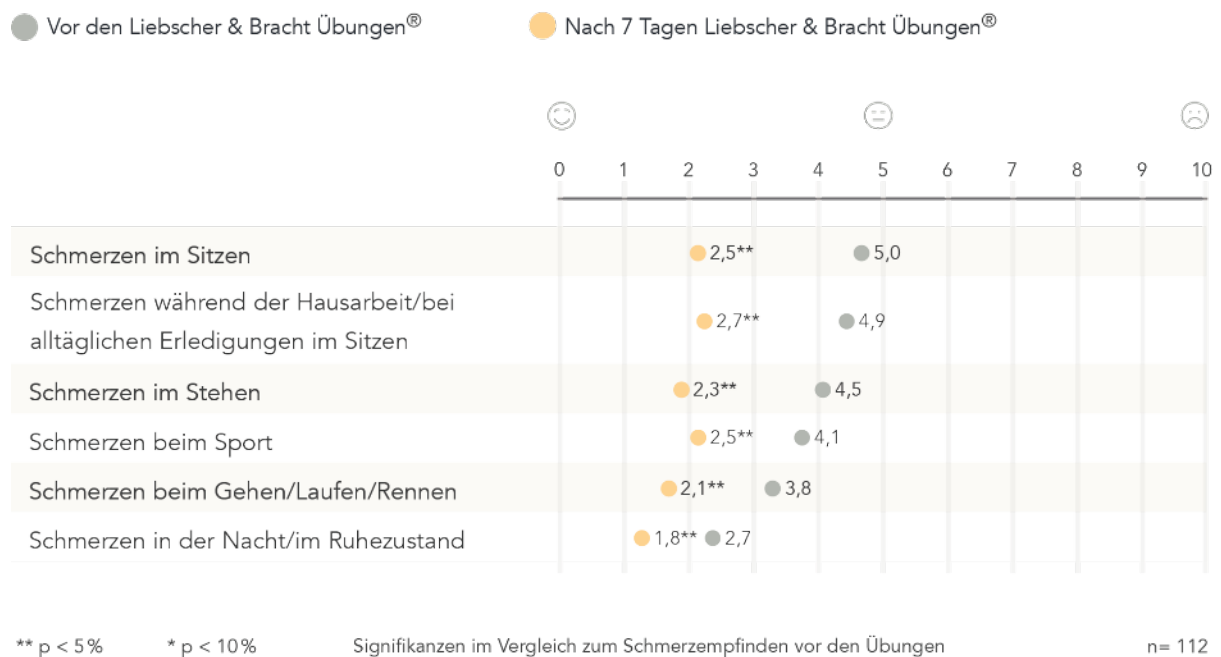 Vor den Liebscher & Bracht Übungen® Nach 7 Tagen Liebscher & Bracht Übungen®
0 1 2 3 4 5 6 7 8 9 10
Schmerzen im Sitzen 2,5** 5,0
Schmerzen während der Hausarbeit/bei
alltäglichen Erledigungen im Sitzen 2,7** 4,9
Schmerzen im Stehen 2,3** 4,5
Schmerzen beim Sport 2,5** 4,1
Schmerzen beim Gehen/Laufen/Rennen 2,1** 3,8
Schmerzen in der Nacht/im Ruhezustand 1,8** 2,7
** p < 5% * p < 10% Signifikanzen im Vergleich zum Schmerzempfinden vor den Übungen n= 112